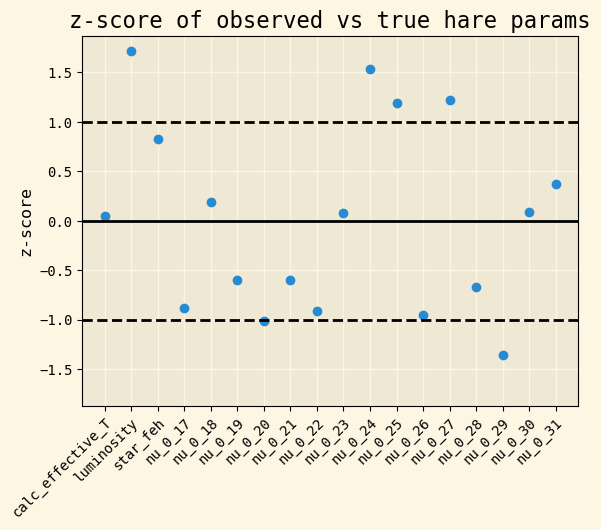 z-score of observed vs true hare params
z-score
1.5
1.0
0.5
0.0
−0.5
−1.0
−1.5
calc_effective_T
luminosity
star_feh
nu_0_17
nu_0_18
nu_0_19
nu_0_20
nu_0_21
nu_0_22
nu_0_23
nu_0_24
nu_0_25
nu_0_26
nu_0_27
nu_0_28
nu_0_29
nu_0_30
nu_0_31